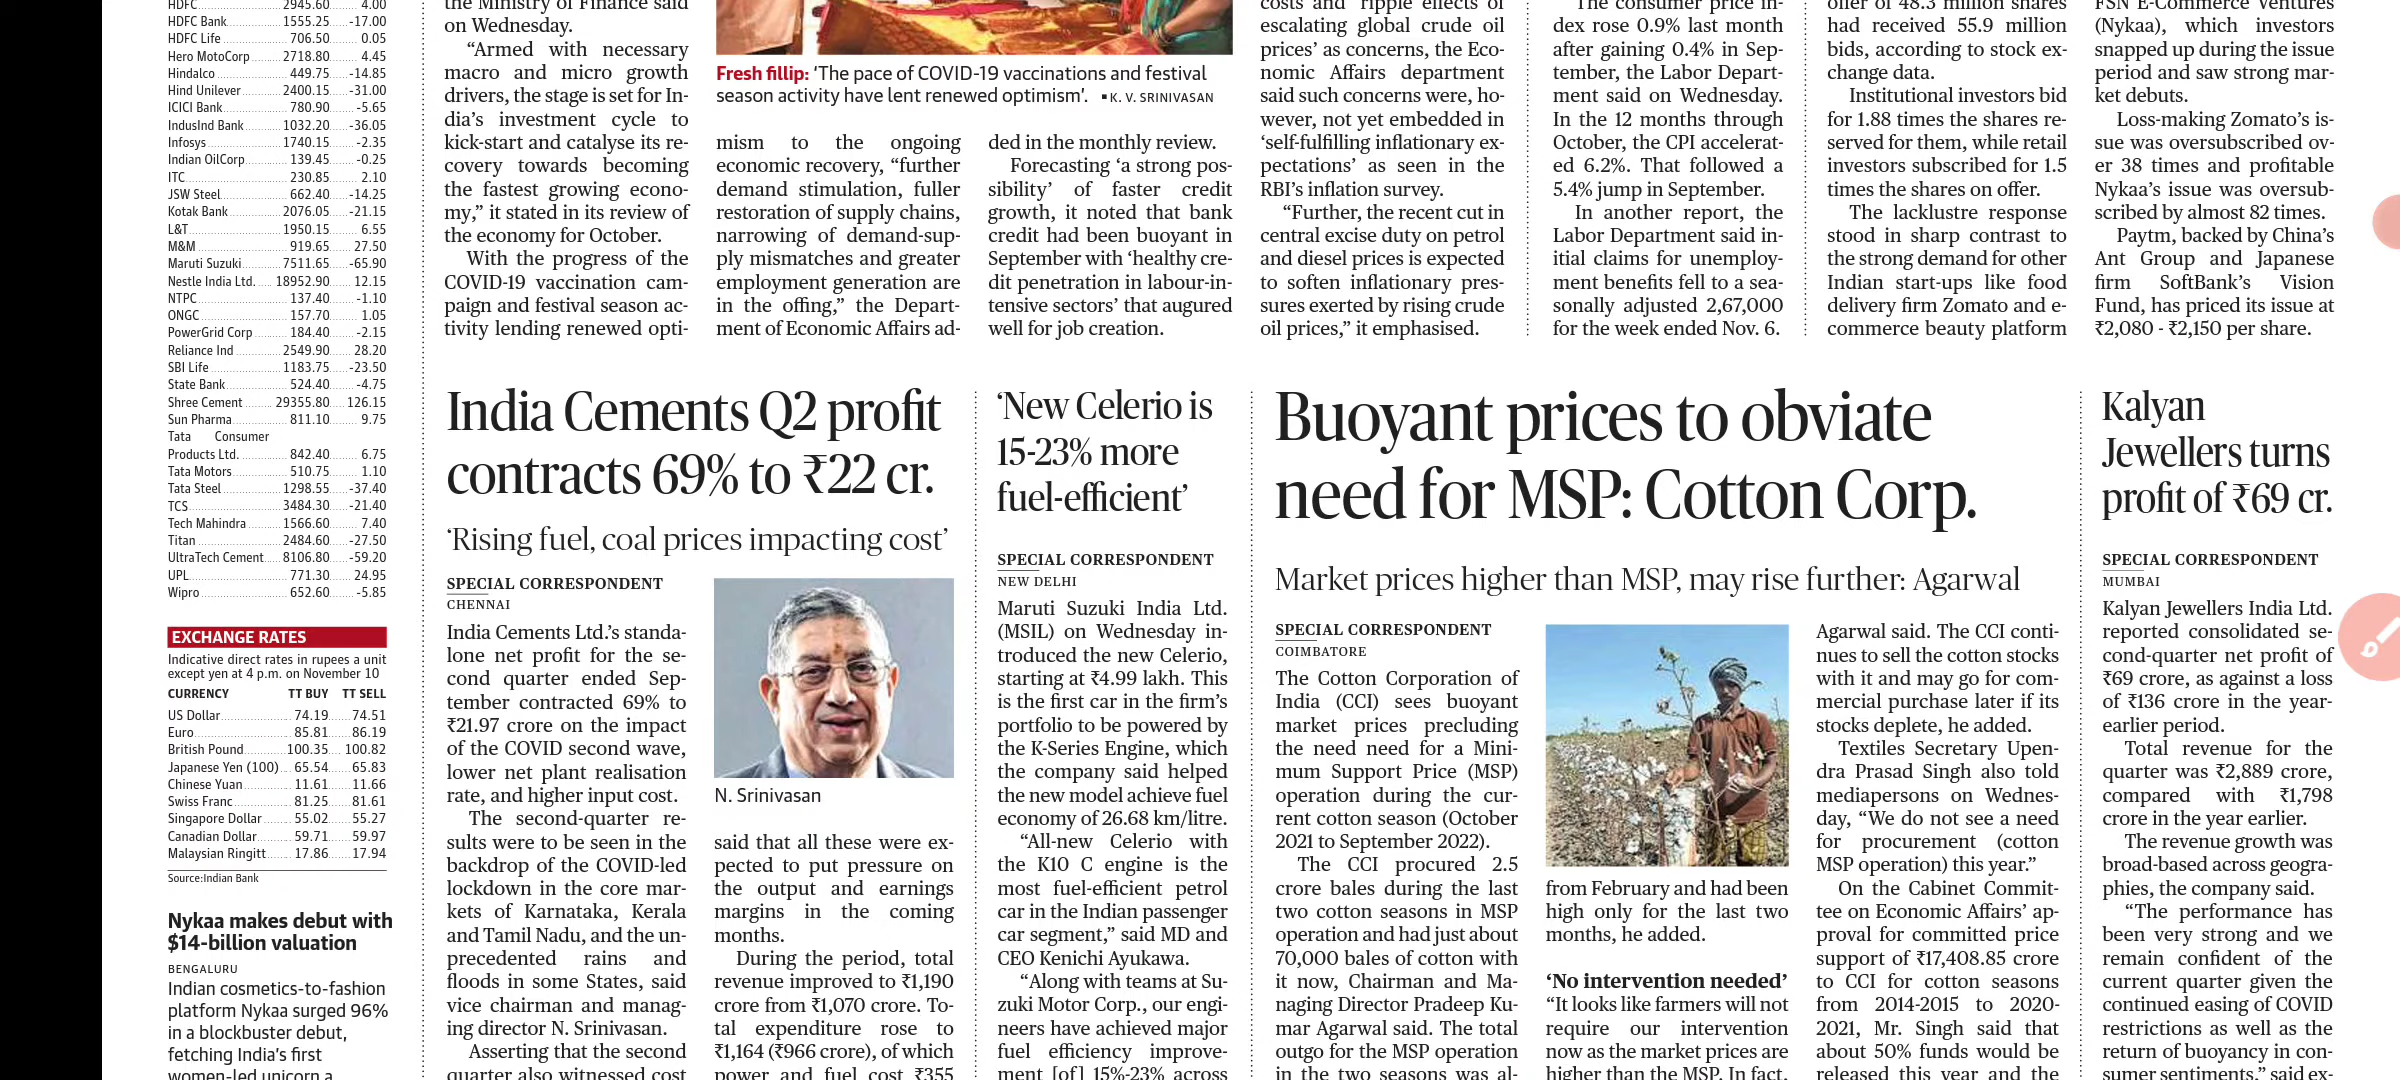 HDFC 2945.60 4.00
HDFC Bank 1555.25 -17.00
HDFC Life 706.50 0.05
Hero MotoCorp 2718.80 4.45
Hindalco 449.75 -14.85
Hind Unilever 2400.15 -31.00
ICICI Bank 780.90 -5.65
IndusInd Bank 1032.20 -36.05
Infosys 1740.15 -2.35
Indian OilCorp 139.45 -0.25
ITC 230.85 2.10
JSW Steel 662.40 -14.25
Kotak Bank 2076.05 -21.15
L&T 1950.15 6.55
M&M 919.65 27.50
Maruti Suzuki 7511.65 -65.90
Nestle India Ltd. 18952.90 12.15
NTPC 137.40 -1.10
ONGC 157.70 1.05
PowerGrid Corp 184.40 -2.15
Reliance Ind 2549.90 28.20
SBI Life 1183.75 -23.50
State Bank 524.40 -4.75
Shree Cement 29355.80 126.15
Sun Pharma 811.10 9.75
Tata Consumer
Products Ltd. 842.40 6.75
Tata Motors 510.75 1.10
Tata Steel 1298.55 -37.40
TCS 3484.30 -21.40
Tech Mahindra 1566.60 7.40
Titan 2484.60 -27.50
UltraTech Cement 8106.80 -59.20
UPL 771.30 24.95
Wipro 652.60 -5.85
EXCHANGE RATES
Indicative direct rates in rupees a unit
except yen at 4 p.m. on November 10
CURRENCY TT BUY TT SELL
US Dollar 74.19 74.51
Euro 85.81 86.19
British Pound 100.35 100.82
Japanese Yen (100) 65.54 65.83
Chinese Yuan 11.61 11.66
Swiss Franc 81.25 81.61
Singapore Dollar 55.02 55.27
Canadian Dollar 59.71 59.97
Malaysian Ringitt 17.86 17.94
Source:Indian Bank
Nykaa makes debut with
$14-billion valuation
BENGALURU
Indian cosmetics-to-fashion
platform Nykaa surged 96%
in a blockbuster debut,
fetching India's first
women-led unicorn a
the Ministry of Finance said
on Wednesday.
“Armed with necessary
macro and micro growth
drivers, the stage is set for In-
dia's investment cycle to
kick-start and catalyse its re-
covery towards becoming
the fastest growing econo-
my,” it stated in its review of
the economy for October.
With the progress of the
COVID-19 vaccination cam-
paign and festival season ac-
tivity lending renewed opti-
Fresh fillip: ‘The pace of COVID-19 vaccinations and festival
season activity have lent renewed optimism’. ▪K. V. SRINIVASAN
mism to the ongoing
economic recovery, “further
demand stimulation, fuller
restoration of supply chains,
narrowing of demand-sup-
ply mismatches and greater
employment generation are
in the offing,” the Depart-
ment of Economic Affairs ad-
ded in the monthly review.
Forecasting ‘a strong pos-
sibility’ of faster credit
growth, it noted that bank
credit had been buoyant in
September with ‘healthy cre-
dit penetration in labour-in-
tensive sectors’ that augured
well for job creation.
costs and ‘ripple effects of
escalating global crude oil
prices’ as concerns, the Eco-
nomic Affairs department
said such concerns were, ho-
wever, not yet embedded in
‘self-fulfilling inflationary ex-
pectations’ as seen in the
RBI's inflation survey.
“Further, the recent cut in
central excise duty on petrol
and diesel prices is expected
to soften inflationary pres-
sures exerted by rising crude
oil prices,” it emphasised.
The consumer price in-
dex rose 0.9% last month
after gaining 0.4% in Sep-
tember, the Labor Depart-
ment said on Wednesday.
In the 12 months through
October, the CPI accelerat-
ed 6.2%. That followed a
5.4% jump in September.
In another report, the
Labor Department said in-
itial claims for unemploy-
ment benefits fell to a sea-
sonally adjusted 2,67,000
for the week ended Nov. 6.
offer of 48.3 million shares
had received 55.9 million
bids, according to stock ex-
change data.
Institutional investors bid
for 1.88 times the shares re-
served for them, while retail
investors subscribed for 1.5
times the shares on offer.
The lacklustre response
stood in sharp contrast to
the strong demand for other
Indian start-ups like food
delivery firm Zomato and e-
commerce beauty platform
FSN E-Commerce Ventures
(Nykaa), which investors
snapped up during the issue
period and saw strong mar-
ket debuts.
Loss-making Zomato's is-
sue was oversubscribed ov-
er 38 times and profitable
Nykaa's issue was oversub-
scribed by almost 82 times.
Paytm, backed by China's
Ant Group and Japanese
firm SoftBank's Vision
Fund, has priced its issue at
₹2,080 - ₹2,150 per share.
India Cements Q2 profit
contracts 69% to ₹22 cr.
‘Rising fuel, coal prices impacting cost’
SPECIAL CORRESPONDENT
CHENNAI
India Cements Ltd.'s standa-
lone net profit for the se-
cond quarter ended Sep-
tember contracted 69% to
₹21.97 crore on the impact
of the COVID second wave,
lower net plant realisation
rate, and higher input cost.
The second-quarter re-
sults were to be seen in the
backdrop of the COVID-led
lockdown in the core mar-
kets of Karnataka, Kerala
and Tamil Nadu, and the un-
precedented rains and
floods in some States, said
vice chairman and manag-
ing director N. Srinivasan.
Asserting that the second
quarter also witnessed cost
N. Srinivasan
said that all these were ex-
pected to put pressure on
the output and earnings
margins in the coming
months.
During the period, total
revenue improved to ₹1,190
crore from ₹1,070 crore. To-
tal expenditure rose to
₹1,164 (₹966 crore), of which
power and fuel cost ₹355
‘New Celerio is
15-23% more
fuel-efficient’
SPECIAL CORRESPONDENT
NEW DELHI
Maruti Suzuki India Ltd.
(MSIL) on Wednesday in-
troduced the new Celerio,
starting at ₹4.99 lakh. This
is the first car in the firm's
portfolio to be powered by
the K-Series Engine, which
the company said helped
the new model achieve fuel
economy of 26.68 km/litre.
“All-new Celerio with
the K10 C engine is the
most fuel-efficient petrol
car in the Indian passenger
car segment,” said MD and
CEO Kenichi Ayukawa.
“Along with teams at Su-
zuki Motor Corp., our engi-
neers have achieved major
fuel efficiency improve-
ment [of] 15%-23% across
Buoyant prices to obviate
need for MSP: Cotton Corp.
Market prices higher than MSP, may rise further: Agarwal
SPECIAL CORRESPONDENT
COIMBATORE
The Cotton Corporation of
India (CCI) sees buoyant
market prices precluding
the need need for a Mini-
mum Support Price (MSP)
operation during the cur-
rent cotton season (October
2021 to September 2022).
The CCI procured 2.5
crore bales during the last
two cotton seasons in MSP
operation and had just about
70,000 bales of cotton with
it now, Chairman and Ma-
naging Director Pradeep Ku-
mar Agarwal said. The total
outgo for the MSP operation
in the two seasons was al-
from February and had been
high only for the last two
months, he added.
‘No intervention needed’
“It looks like farmers will not
require our intervention
now as the market prices are
higher than the MSP. In fact,
Agarwal said. The CCI conti-
nues to sell the cotton stocks
with it and may go for com-
mercial purchase later if its
stocks deplete, he added.
Textiles Secretary Upen-
dra Prasad Singh also told
mediapersons on Wednes-
day, “We do not see a need
for procurement (cotton
MSP operation) this year.”
On the Cabinet Commit-
tee on Economic Affairs’ ap-
proval for committed price
support of ₹17,408.85 crore
to CCI for cotton seasons
from 2014-2015 to 2020-
2021, Mr. Singh said that
about 50% funds would be
released this year and the
Kalyan
Jewellers turns
profit of ₹69 cr.
SPECIAL CORRESPONDENT
MUMBAI
Kalyan Jewellers India Ltd.
reported consolidated se-
cond-quarter net profit of
₹69 crore, as against a loss
of ₹136 crore in the year-
earlier period.
Total revenue for the
quarter was ₹2,889 crore,
compared with ₹1,798
crore in the year earlier.
The revenue growth was
broad-based across geogra-
phies, the company said.
“The performance has
been very strong and we
remain confident of the
current quarter given the
continued easing of COVID
restrictions as well as the
return of buoyancy in con-
sumer sentiments,” said ex-